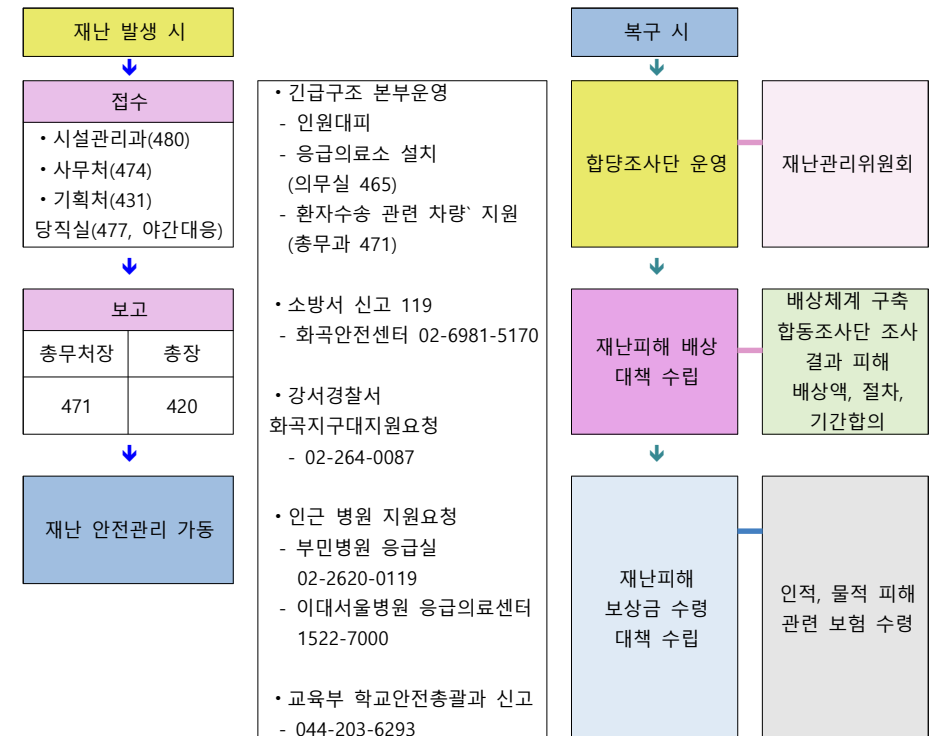 재난 발생 시
접수
•시설관리과(480)
•사무처(474)
•기획처(431)
당직실(477, 야간대응)
보고
총무처장 총장
471 420
재난 안전관리 가동
•긴급구조 본부운영
- 인원대피
- 응급의료소 설치
(의무실 465)
- 환자수송 관련 차량` 지원
(총무과 471)
•소방서 신고 119
- 화곡안전센터 02-6981-5170
•강서경찰서
화곡지구대지원요청
- 02-264-0087
•인근 병원 지원요청
- 부민병원 응급실
02-2620-0119
- 이대서울병원 응급의료센터
1522-7000
•교육부 학교안전총괄과 신고
- 044-203-6293
복구 시
합댱조사단 운영
재난관리위원회
재난피해 배상
대책 수립
배상체계 구축
합동조사단 조사
결과 피해
배상액, 절차,
기간합의
재난피해
보상금 수령
대책 수립
인적, 물적 피해
관련 보험 수령